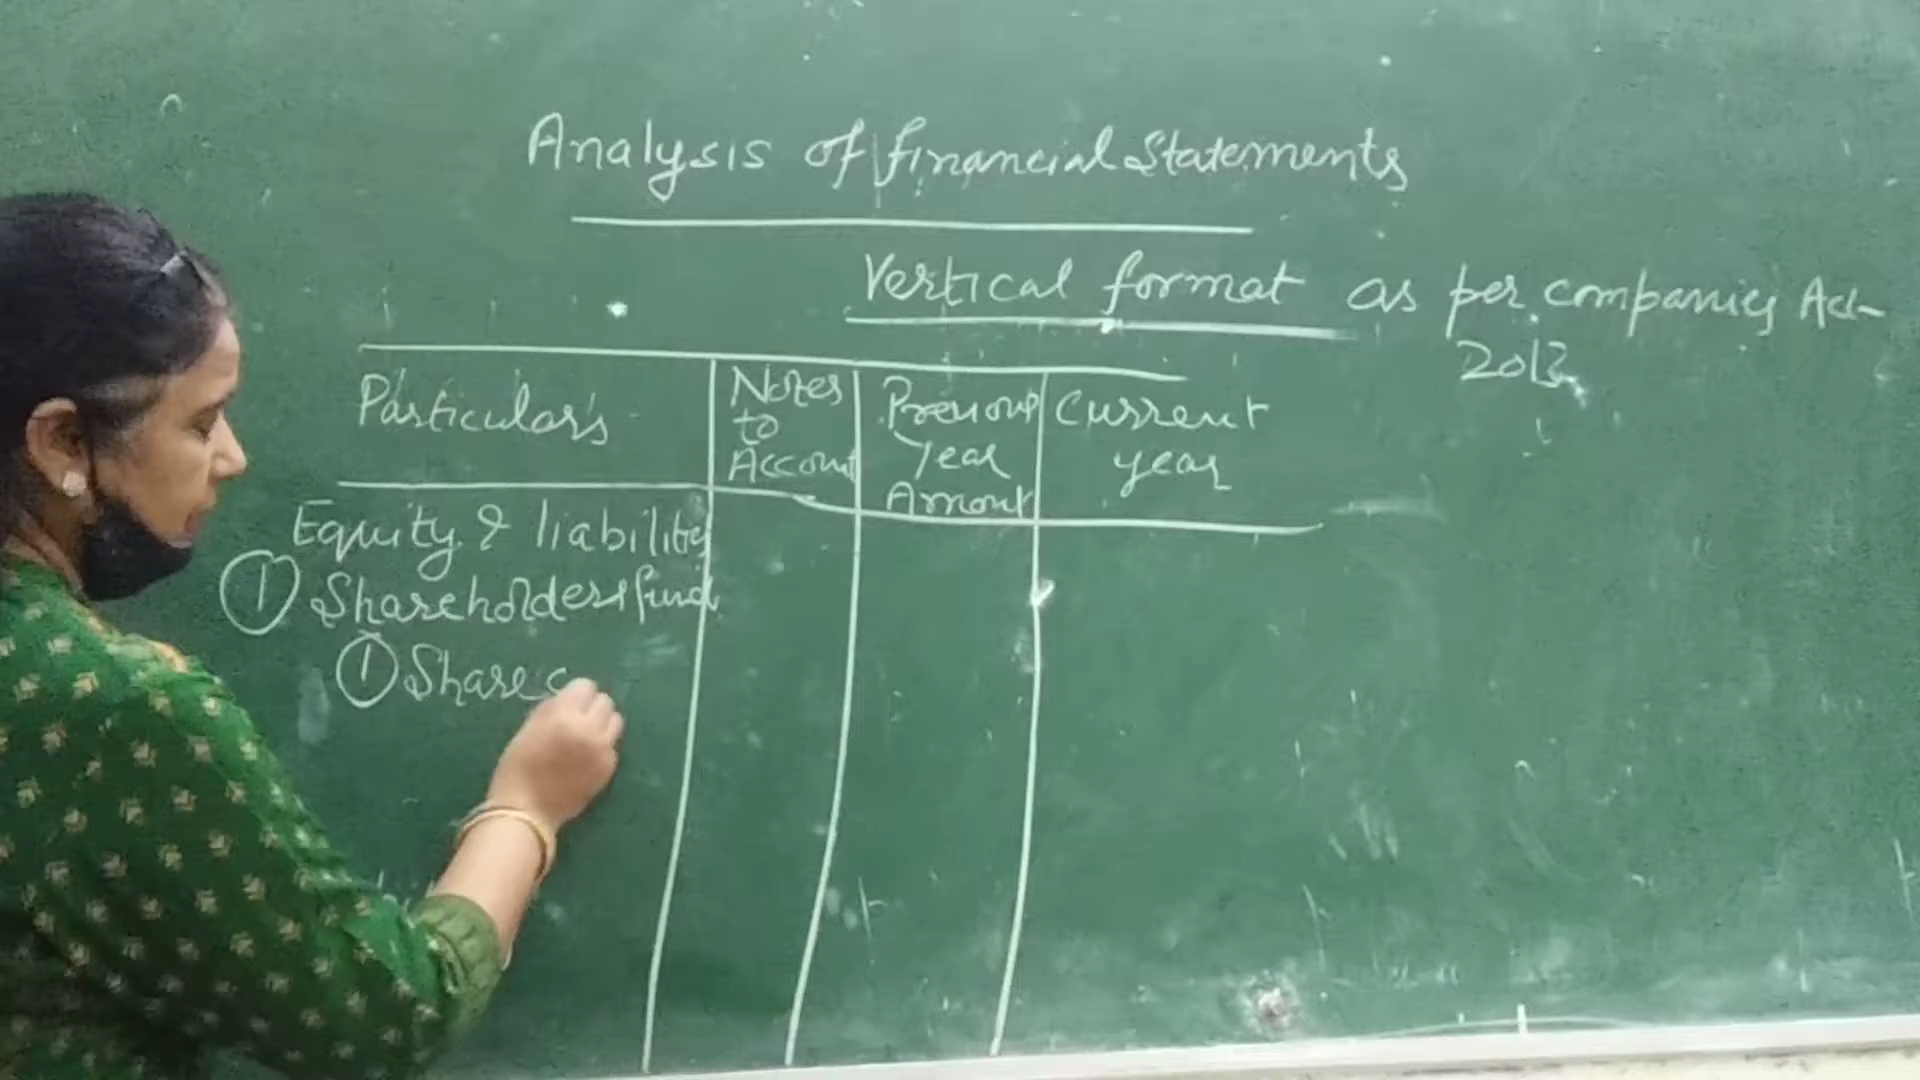 Analysis of financial Statements
Vertical format as per companies Act
2013
Particulars
Notes
to
Account
Previous
Year
Amount
Current
year
Equity & liabilities
① Shareholders fund
① Share c